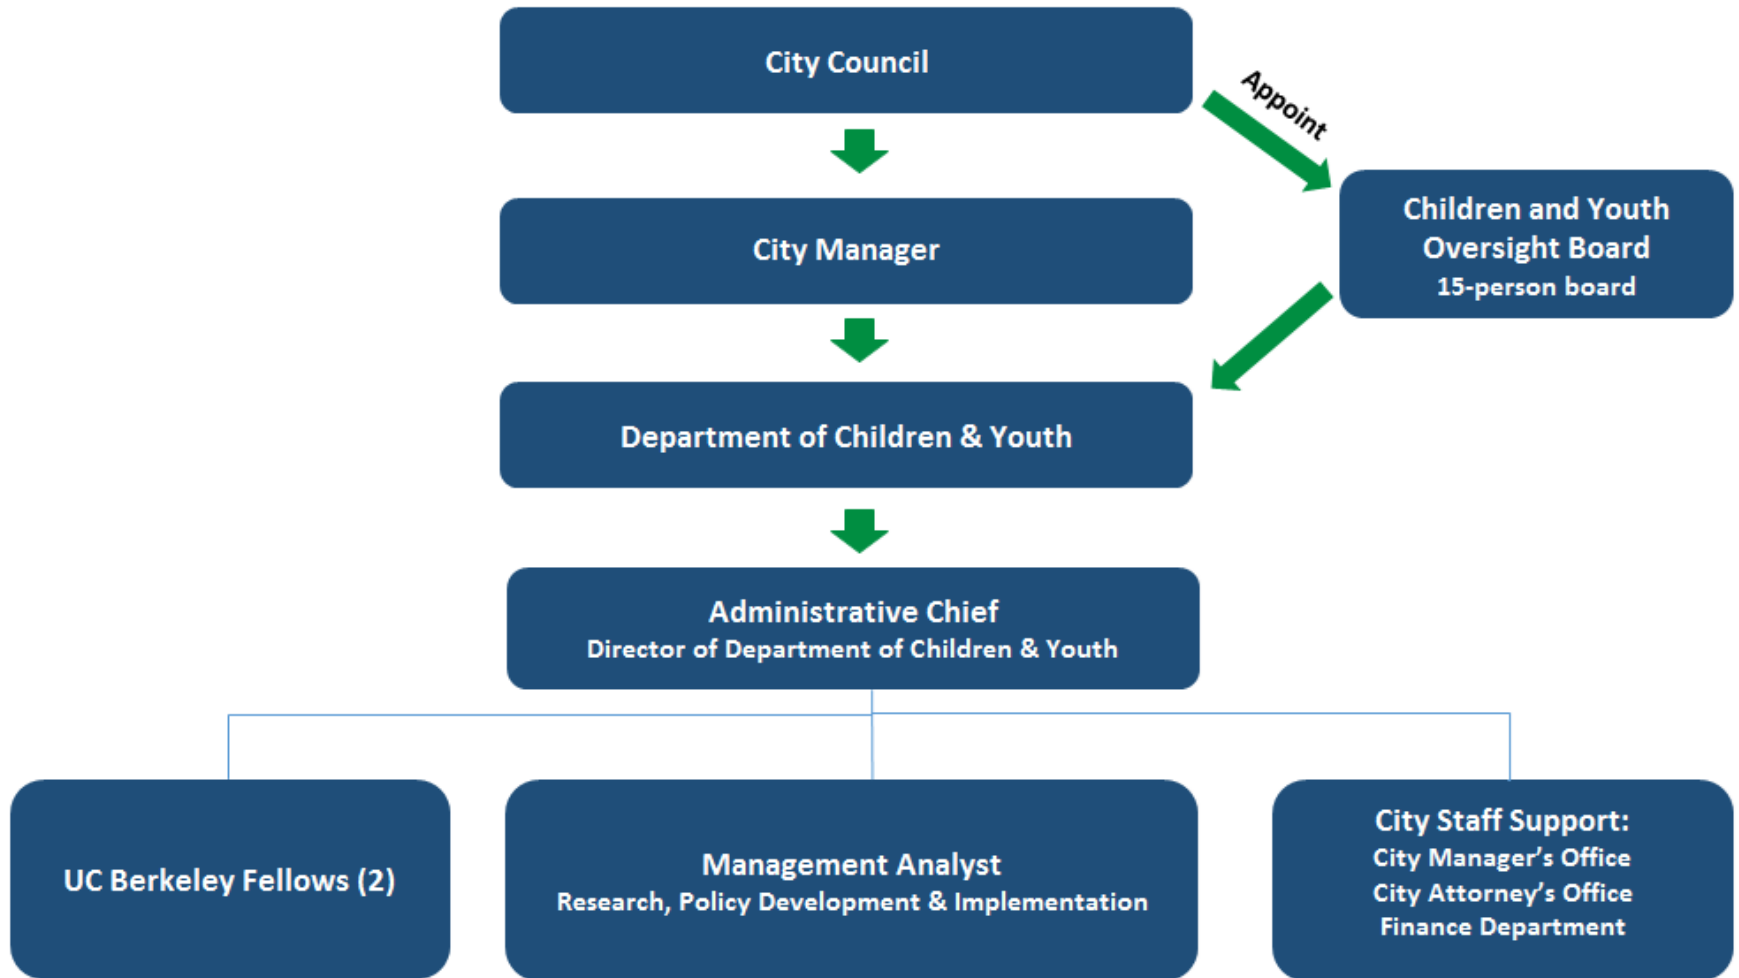 City Council
Appoint
City Manager
Children and Youth
Oversight Board
15-person board
Department of Children & Youth
Administrative Chief
Director of Department of Children & Youth
UC Berkeley Fellows (2)
Management Analyst
Research, Policy Development & Implementation
City Staff Support:
City Manager’s Office
City Attorney’s Office
Finance Department